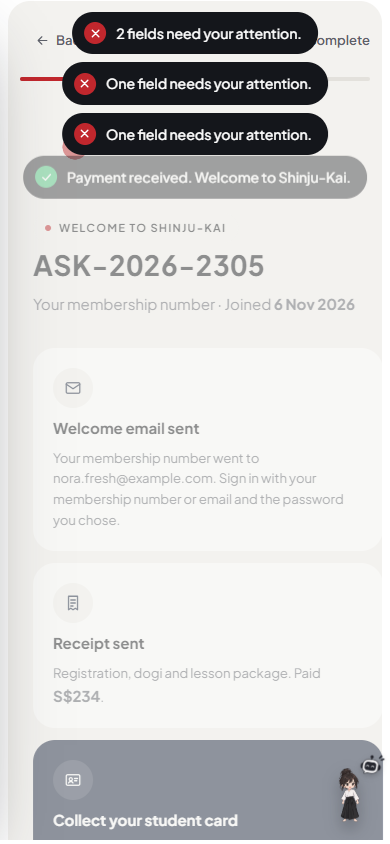 2 fields need your attention.
One field needs your attention.
One field needs your attention.
Payment received. Welcome to Shinju-Kai.
WELCOME TO SHINJU-KAI
ASK-2026-2305
Your membership number · Joined 6 Nov 2026
Welcome email sent
Your membership number went to
nora.fresh@example.com. Sign in with your
membership number or email and the password
you chose.
Receipt sent
Registration, dogi and lesson package. Paid
S$234.
Collect your student card